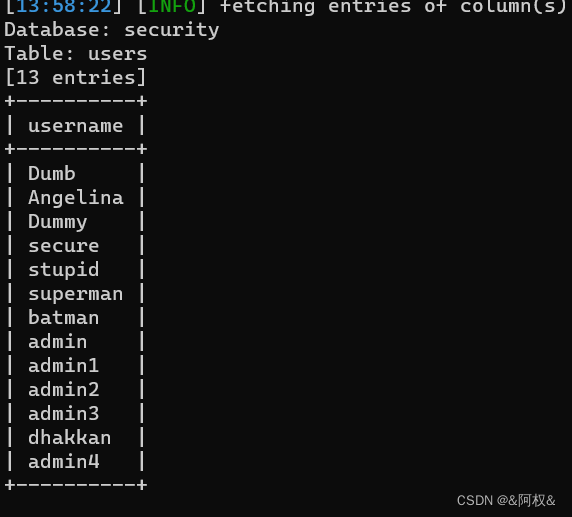 [13:58:22] [INFO] fetching entries of column(s)
Database: security
Table: users
[13 entries]
+----------+
| username |
+----------+
| Dumb     |
| Angelina |
| Dummy    |
| secure   |
| stupid   |
| superman |
| batman   |
| admin    |
| admin1   |
| admin2   |
| admin3   |
| dhakkan  |
| admin4   |
+----------+
CSDN @&阿权&